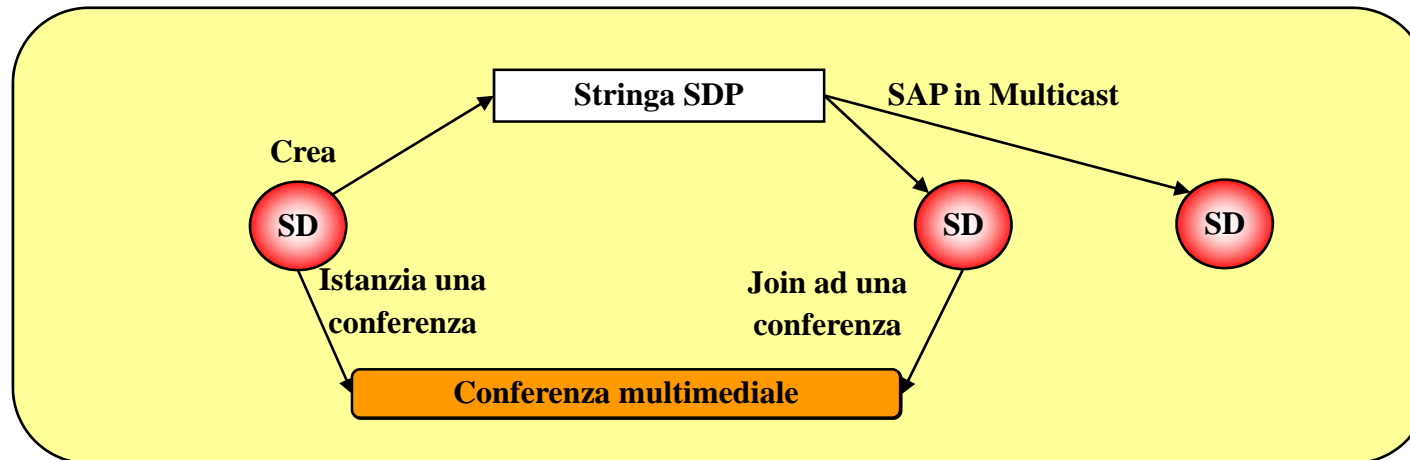 Stringa SDP
SAP in Multicast
Crea
SD
SD
SD
Istanzia una
conferenza
Join ad una
conferenza
Conferenza multimediale